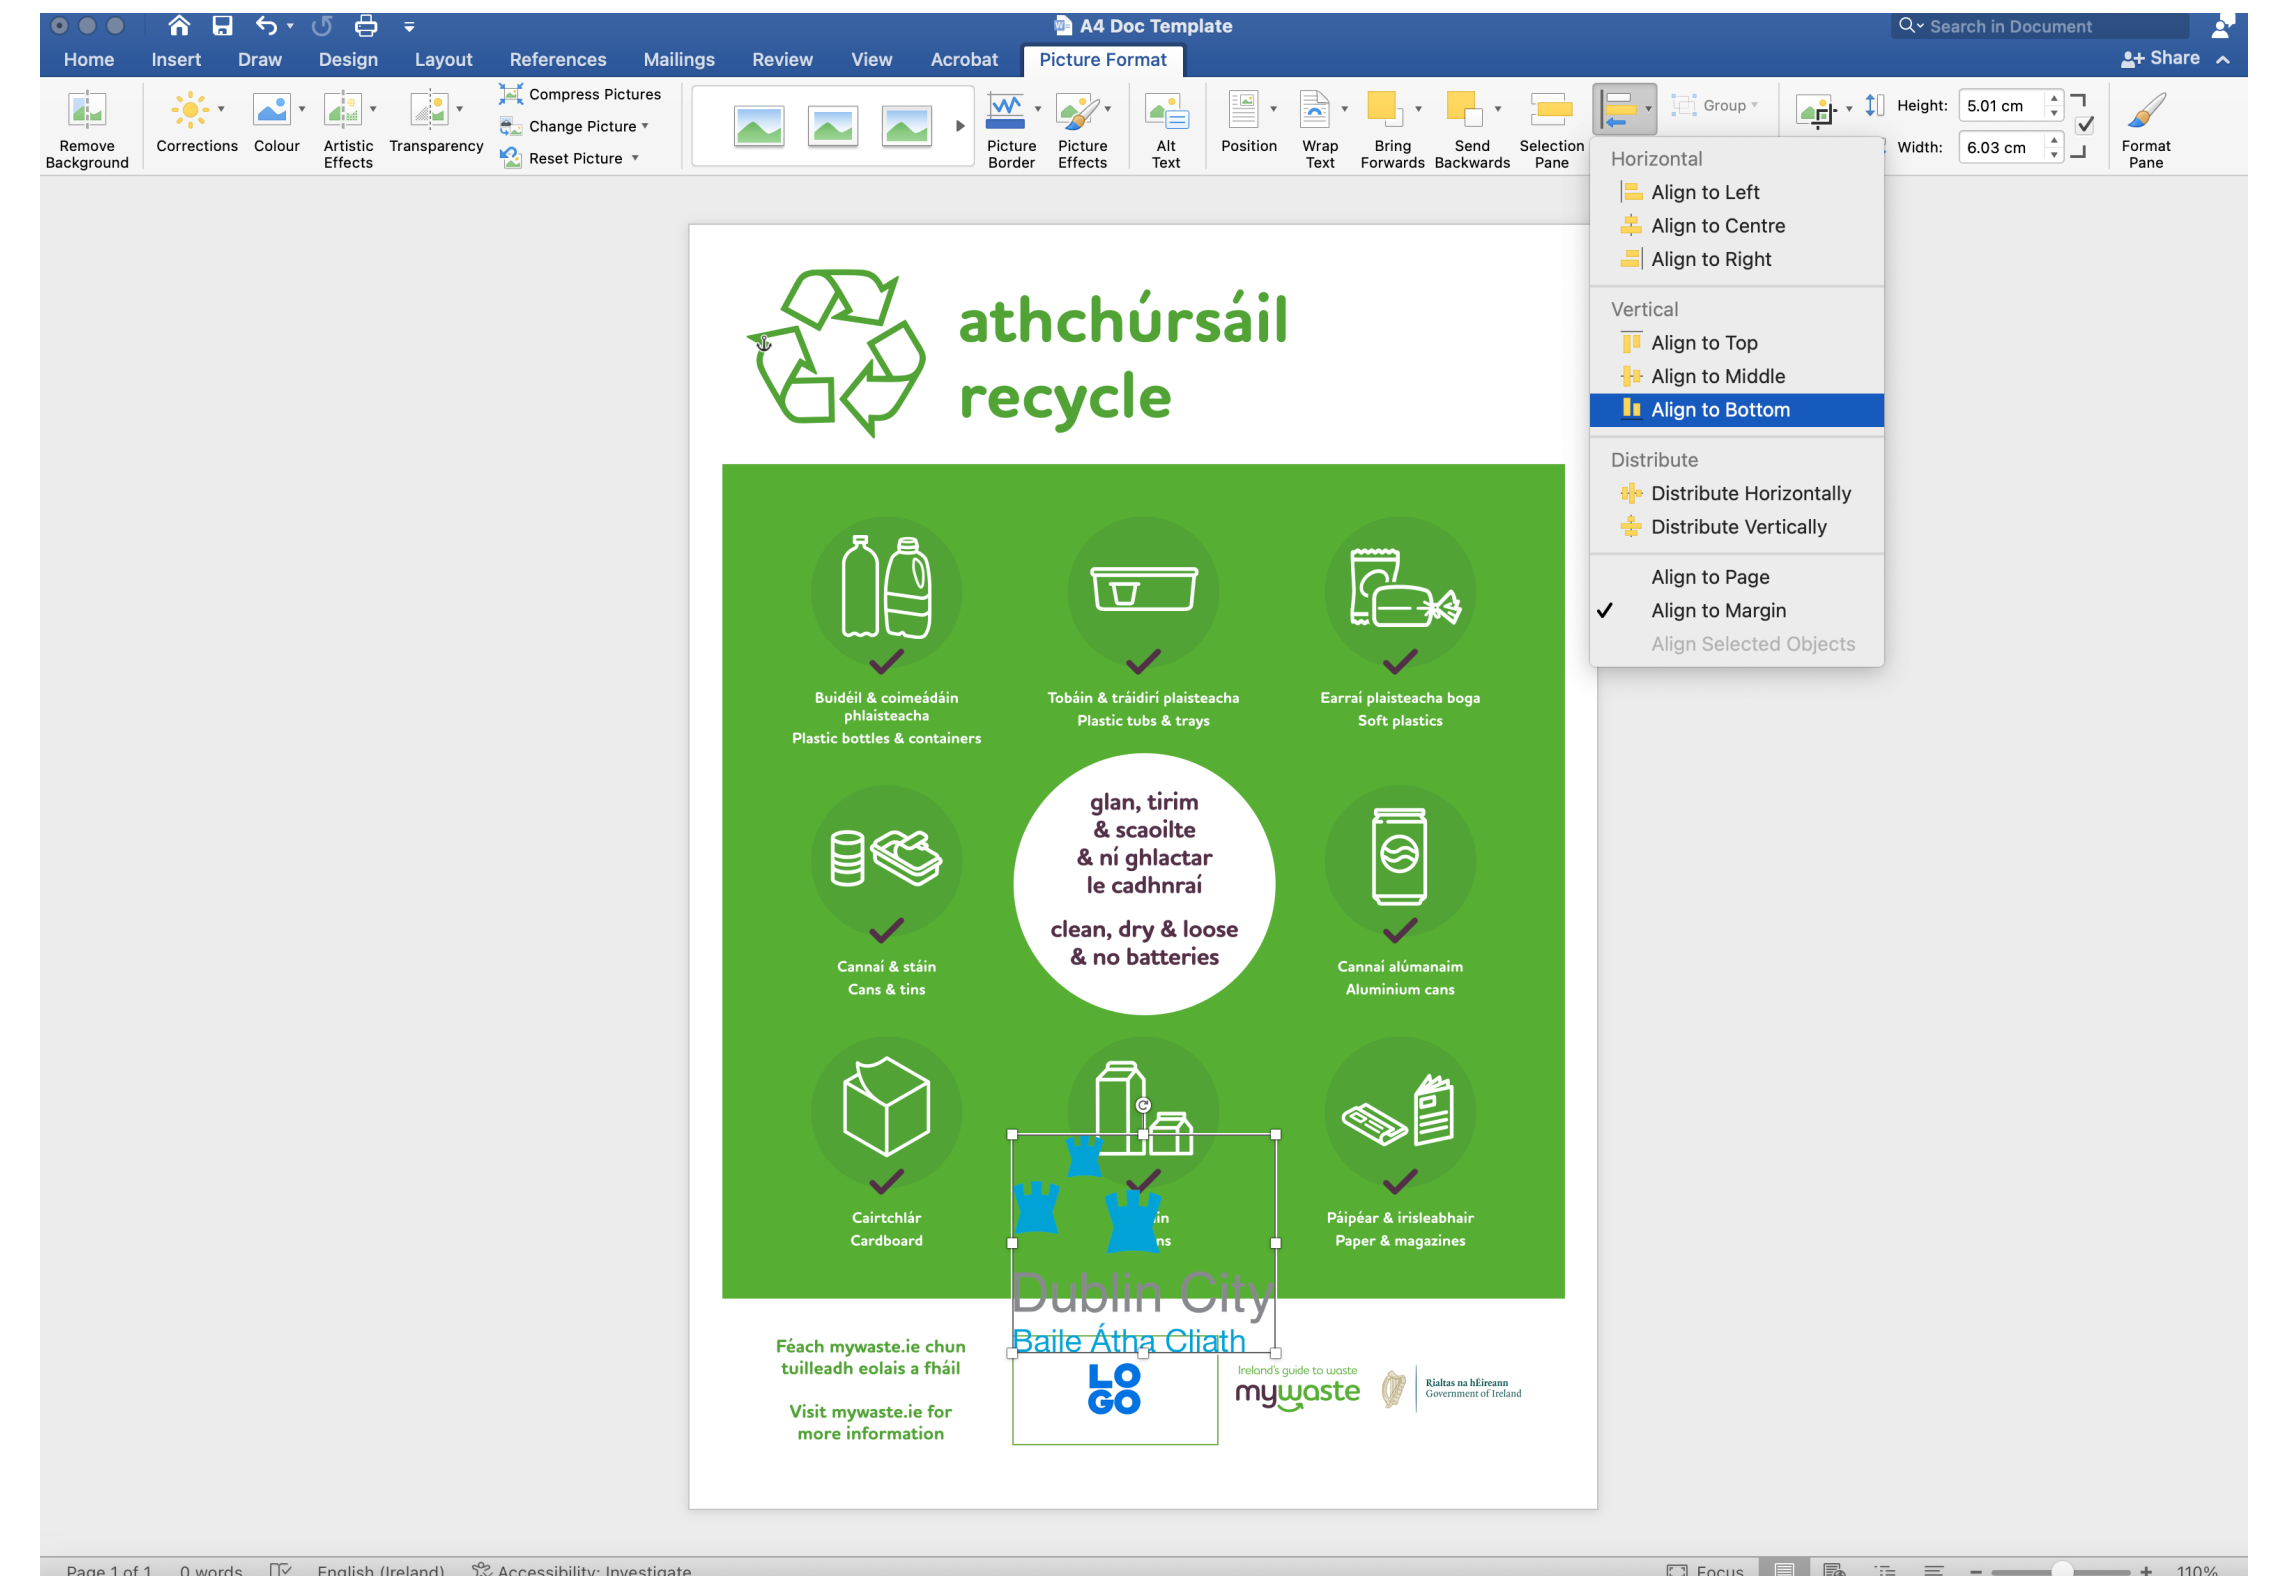 A4 Doc Template
Search in Document
Home Insert Draw Design Layout References Mailings Review View Acrobat Picture Format
Share
Remove Background
Corrections
Colour
Artistic Effects
Transparency
Compress Pictures
Change Picture
Reset Picture
Picture Border
Picture Effects
Alt Text
Position
Wrap Text
Bring Forwards
Send Backwards
Selection Pane
Group
Height: 5.01 cm
Width: 6.03 cm
Format Pane
Horizontal
Align to Left
Align to Centre
Align to Right
Vertical
Align to Top
Align to Middle
Align to Bottom
Distribute
Distribute Horizontally
Distribute Vertically
Align to Page
Align to Margin
Align Selected Objects
athchúrsáil
recycle
Buidéil & coimeádáin
phlaisteacha
Plastic bottles & containers
Tobáin & tráidirí plaisteacha
Plastic tubs & trays
Earraí plaisteacha boga
Soft plastics
glan, tirim
& scaoilte
& ní ghlactar
le cadhnraí
clean, dry & loose
& no batteries
Cannaí & stáin
Cans & tins
Cannaí alúmanaim
Aluminium cans
Cairtchlár
Cardboard
Páipéar & irisleabhair
Paper & magazines
Dublin City
Baile Átha Cliath
Féach mywaste.ie chun
tuilleadh eolais a fháil
Visit mywaste.ie for
more information
LO
GO
Ireland's guide to waste
mywaste
Rialtas na hÉireann
Government of Ireland
Page 1 of 1 0 words English (Ireland) Accessibility: Investigate Focus 110%